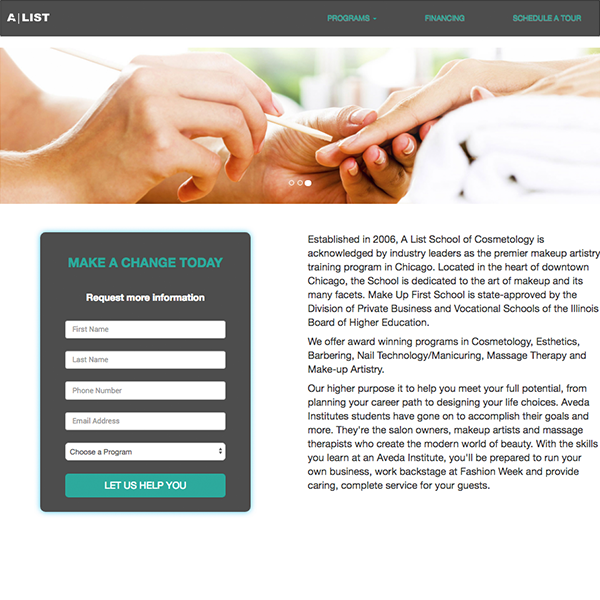 A|LIST
PROGRAMS
FINANCING
SCHEDULE A TOUR
MAKE A CHANGE TODAY
Request more information
First Name
Last Name
Phone Number
Email Address
Choose a Program
LET US HELP YOU
Established in 2006, A List School of Cosmetology is
acknowledged by industry leaders as the premier makeup artistry
training program in Chicago. Located in the heart of downtown
Chicago, the School is dedicated to the art of makeup and its
many facets. Make Up First School is state-approved by the
Division of Private Business and Vocational Schools of the Illinois
Board of Higher Education.
We offer award winning programs in Cosmetology, Esthetics,
Barbering, Nail Technology/Manicuring, Massage Therapy and
Make-up Artistry.
Our higher purpose it to help you meet your full potential, from
planning your career path to designing your life choices. Aveda
Institutes students have gone on to accomplish their goals and
more. They're the salon owners, makeup artists and massage
therapists who create the modern world of beauty. With the skills
you learn at an Aveda Institute, you'll be prepared to run your
own business, work backstage at Fashion Week and provide
caring, complete service for your guests.